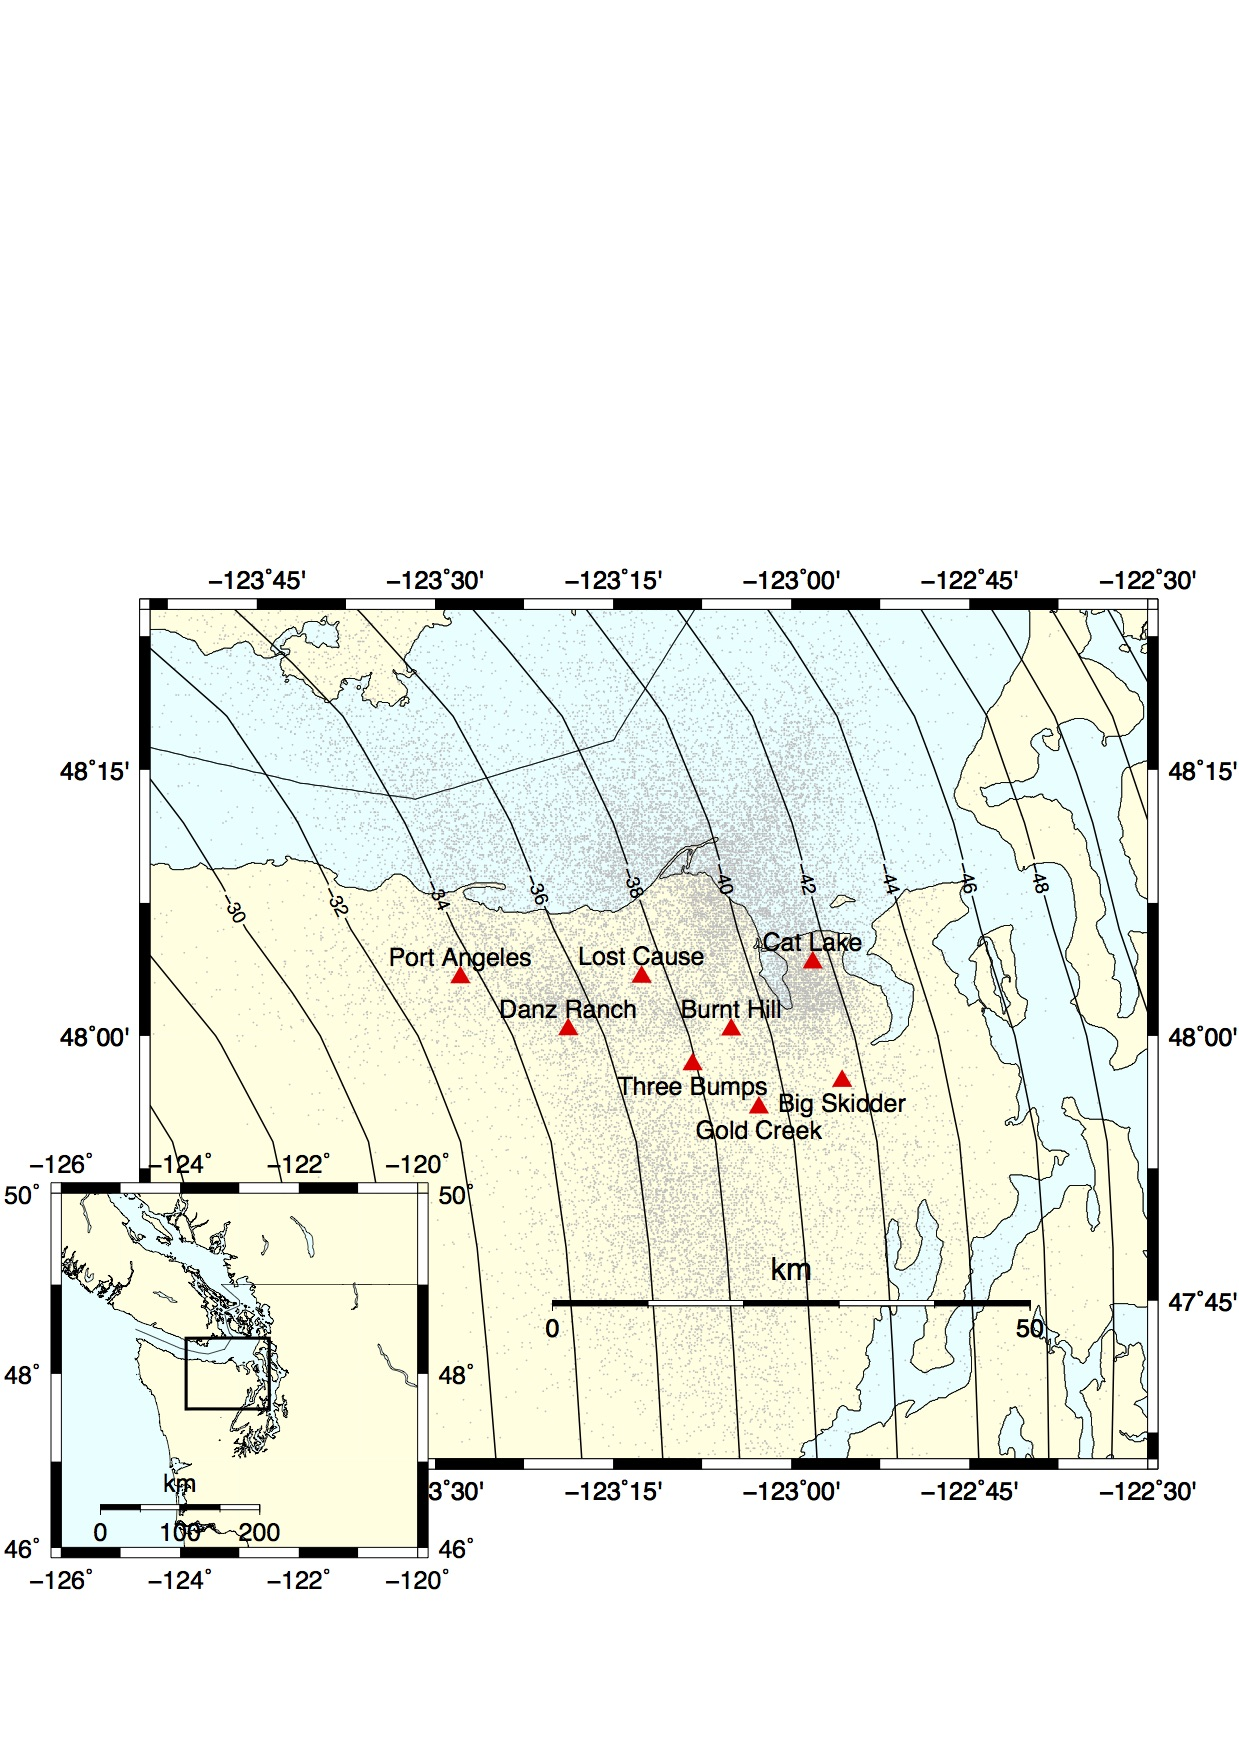 −123˚45' −123˚30' −123˚15' −123˚00' −122˚45' −122˚30'
48˚15' 48˚15'
−30 −32 −34 −36 −38 −40 −42 −44 −46 −48
Cat Lake
Port Angeles Lost Cause
Danz Ranch Burnt Hill
48˚00' 48˚00'
Three Bumps
Big Skidder
Gold Creek
−126˚ −124˚ −122˚ −120˚
50˚ 50˚
km
47˚45'
0 50
48˚ 48˚
km
3˚30' −123˚15' −123˚00' −122˚45' −122˚30'
0 100 200
46˚ 46˚
−126˚ −124˚ −122˚ −120˚